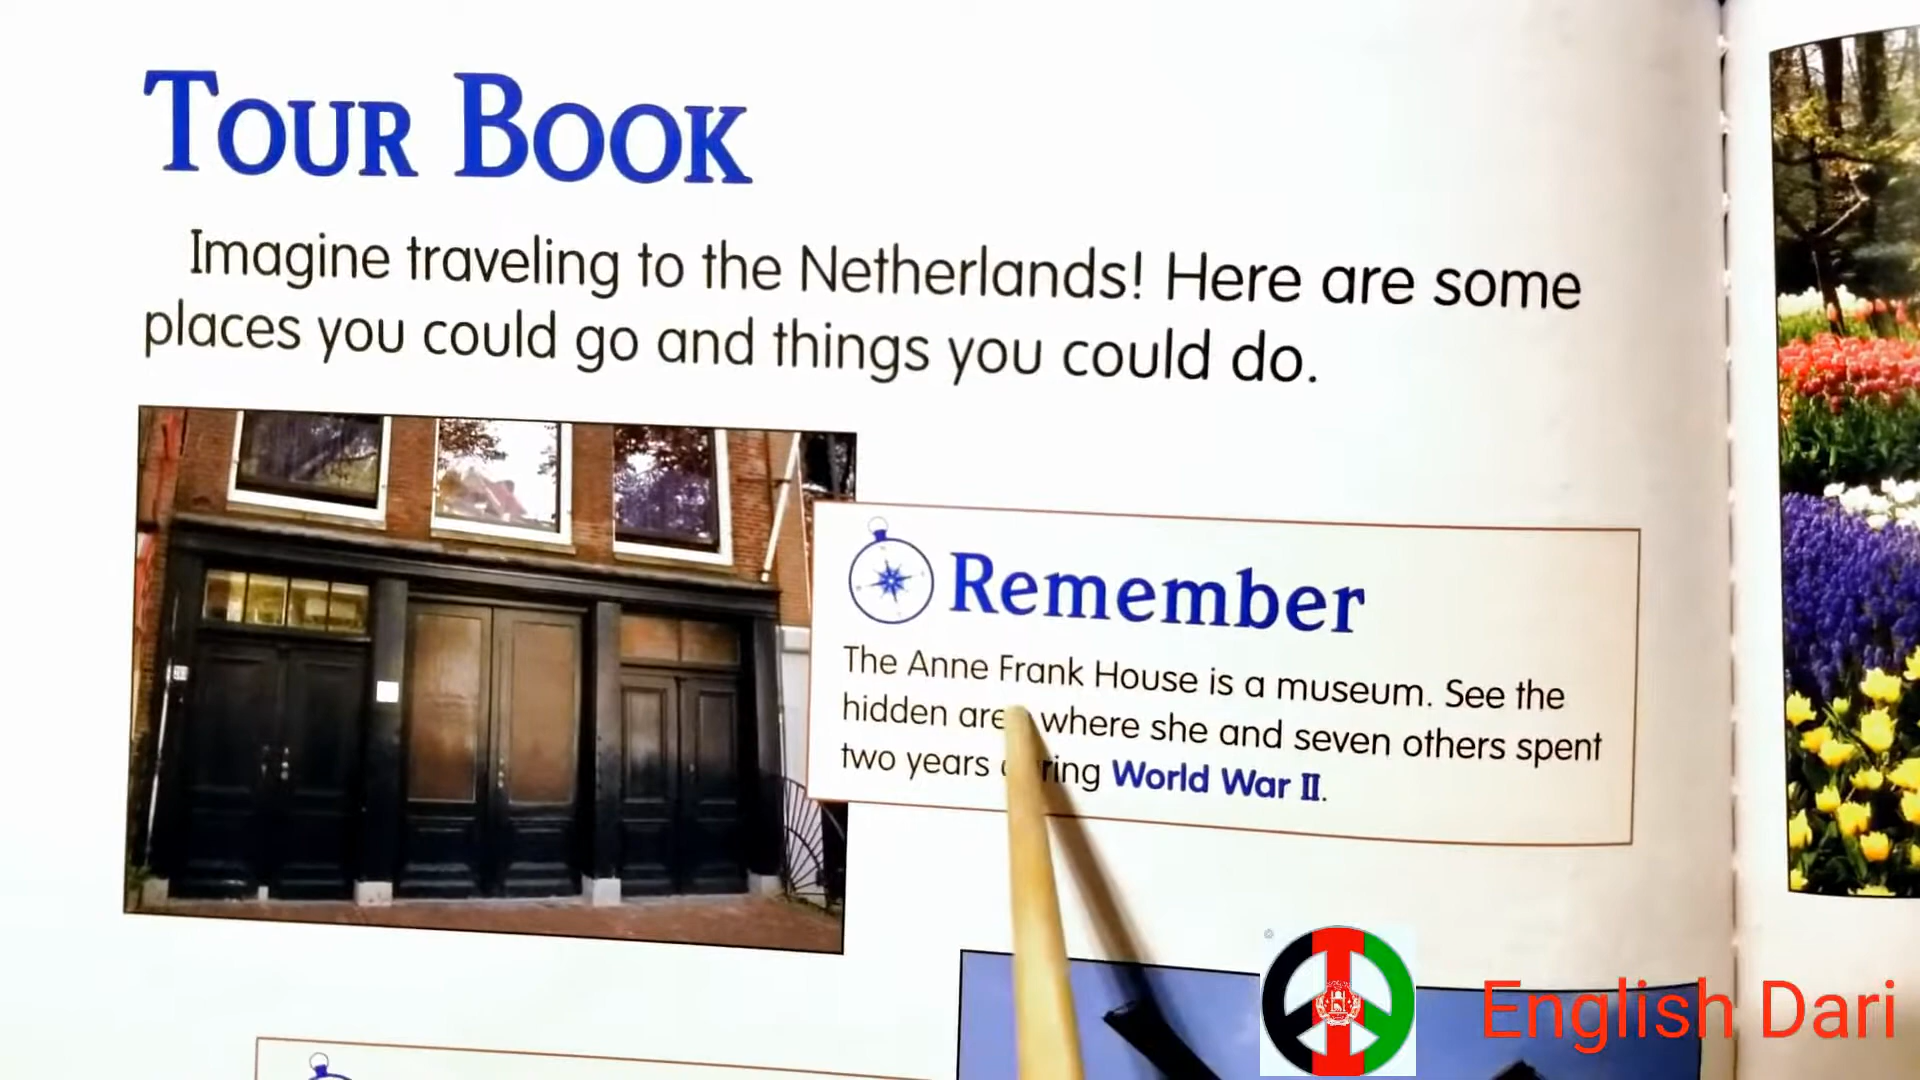 TOUR BOOK
Imagine traveling to the Netherlands! Here are some
places you could go and things you could do.
Remember
The Anne Frank House is a museum. See the
hidden where she and seven others spent
two years World War II.
English Dari